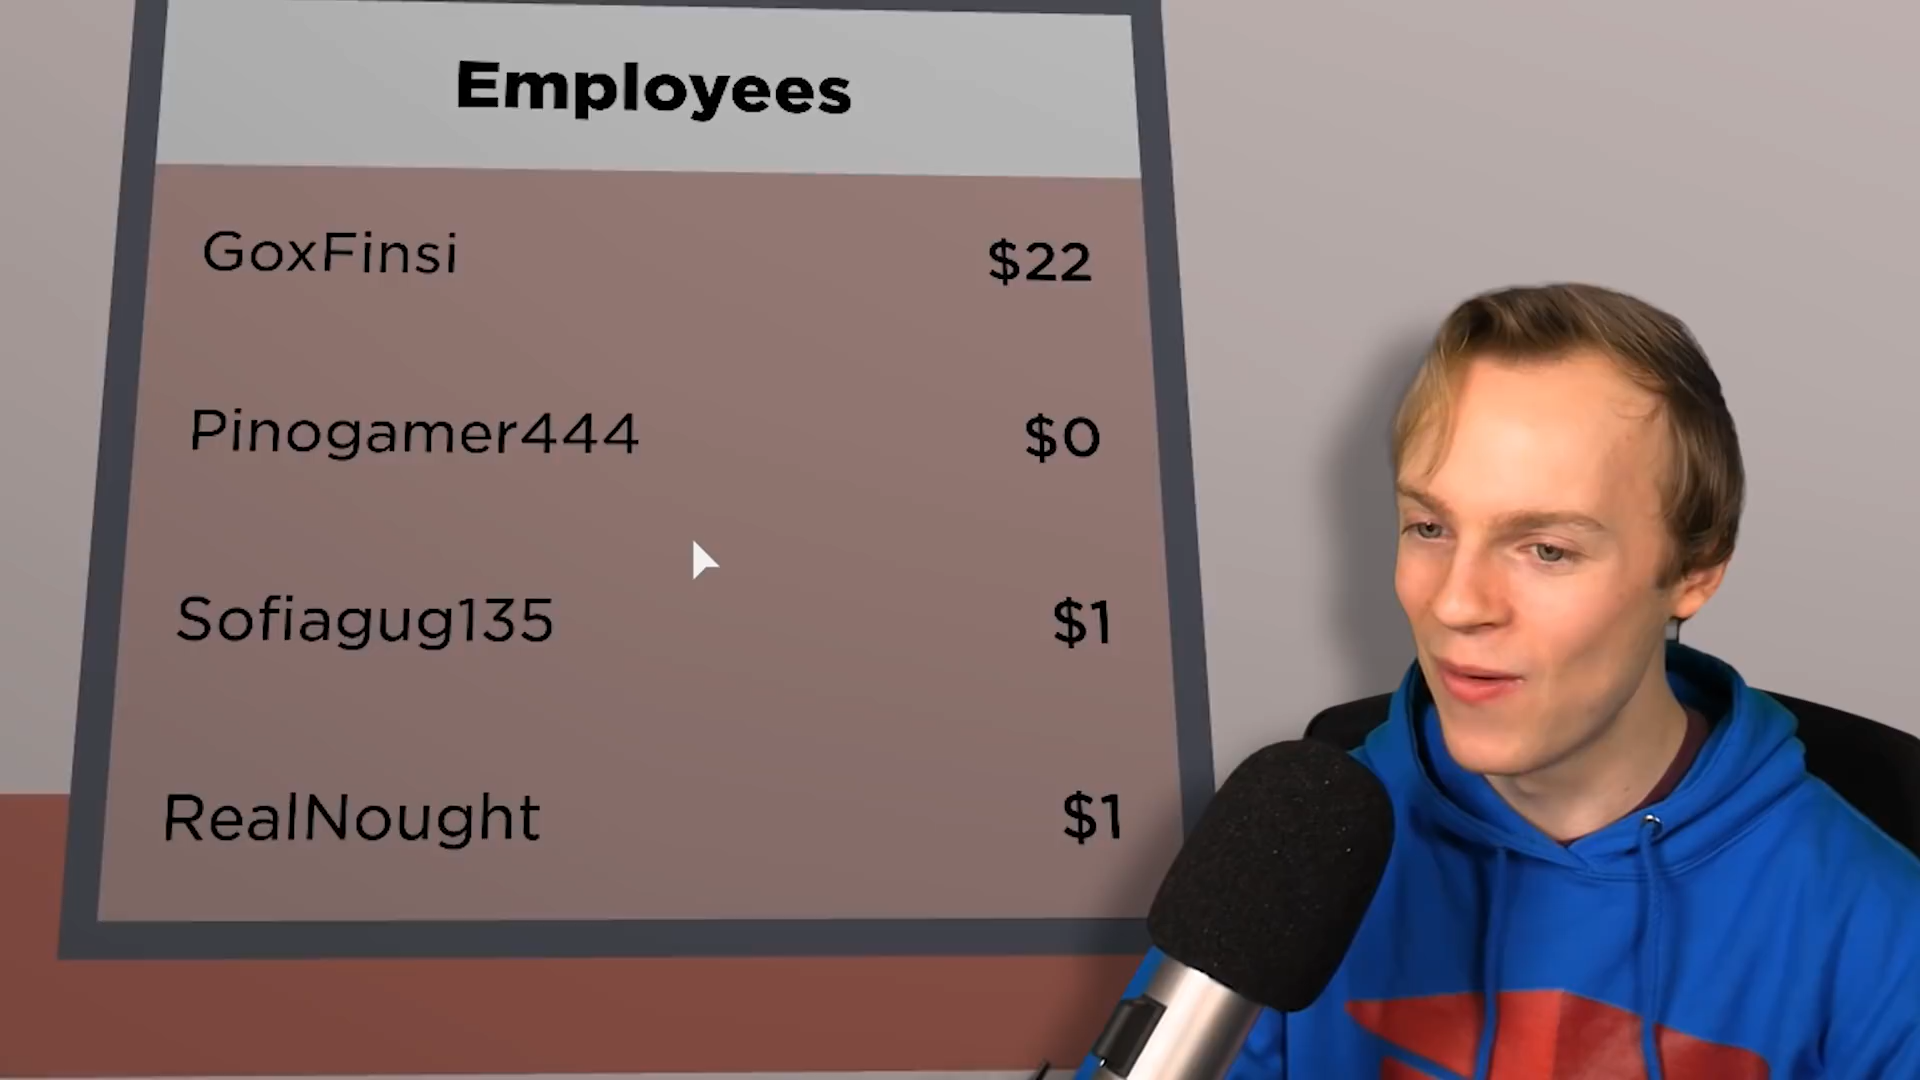 Employees
GoxFinsi $22
Pinogamer444 $0
Sofiagug135 $1
RealNought $1